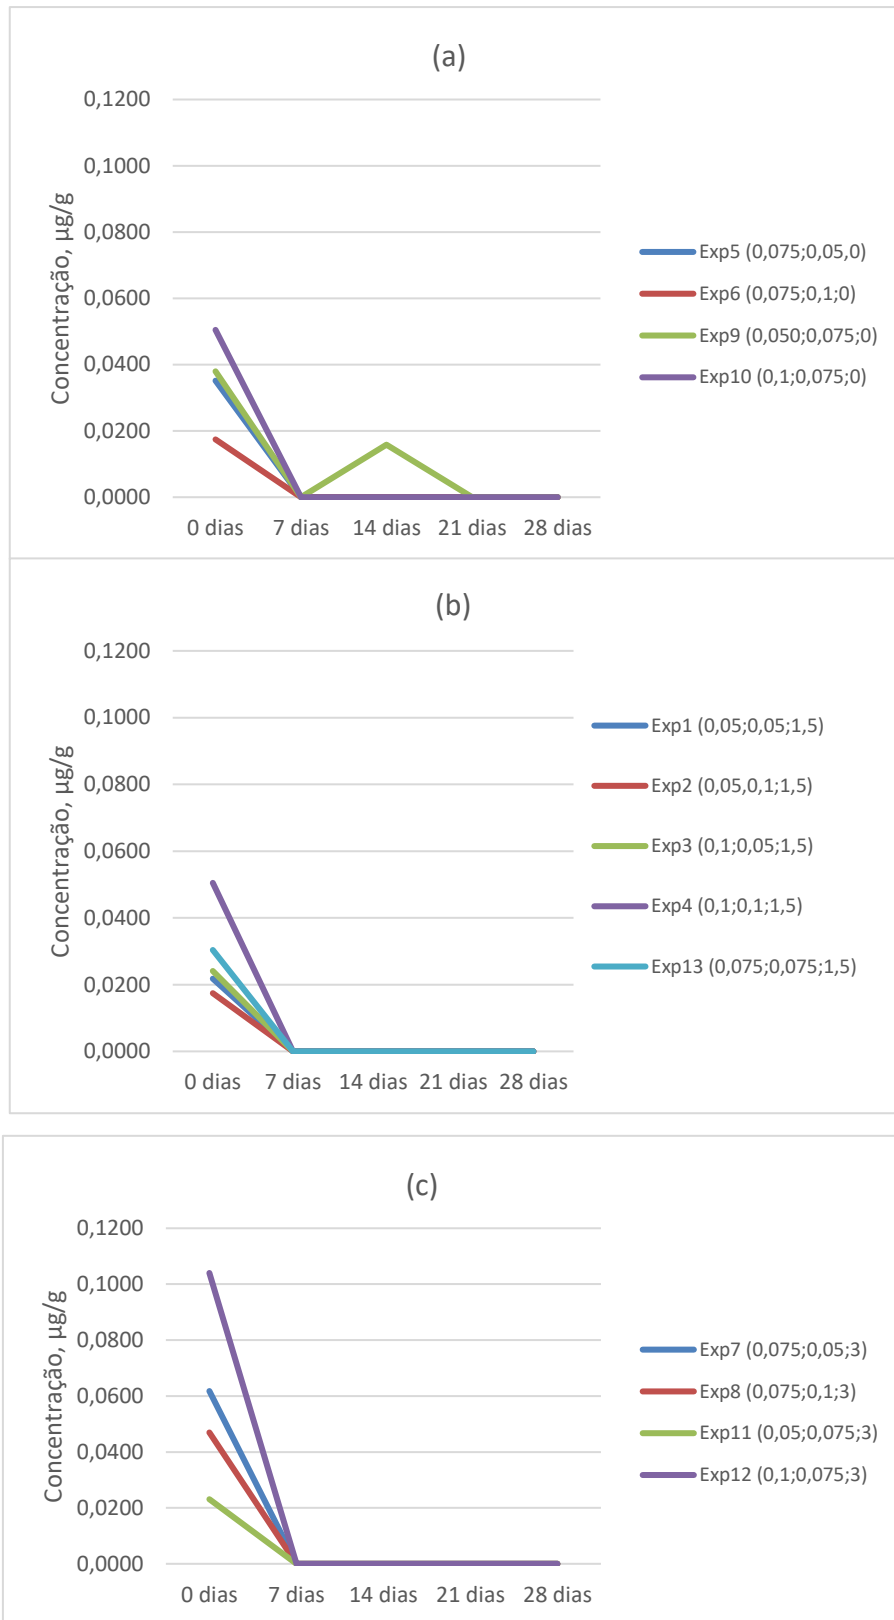 (a)
Concentração, µg/g
0,1200
0,1000
0,0800
0,0600
0,0400
0,0200
0,0000
0 dias 7 dias 14 dias 21 dias 28 dias
Exp5 (0,075;0,05,0)
Exp6 (0,075;0,1;0)
Exp9 (0,050;0,075;0)
Exp10 (0,1;0,075;0)
(b)
Concentração, µg/g
0,1200
0,1000
0,0800
0,0600
0,0400
0,0200
0,0000
0 dias 7 dias 14 dias 21 dias 28 dias
Exp1 (0,05;0,05;1,5)
Exp2 (0,05,0,1;1,5)
Exp3 (0,1;0,05;1,5)
Exp4 (0,1;0,1;1,5)
Exp13 (0,075;0,075;1,5)
(c)
Concentração, µg/g
0,1200
0,1000
0,0800
0,0600
0,0400
0,0200
0,0000
0 dias 7 dias 14 dias 21 dias 28 dias
Exp7 (0,075;0,05;3)
Exp8 (0,075;0,1;3)
Exp11 (0,05;0,075;3)
Exp12 (0,1;0,075;3)